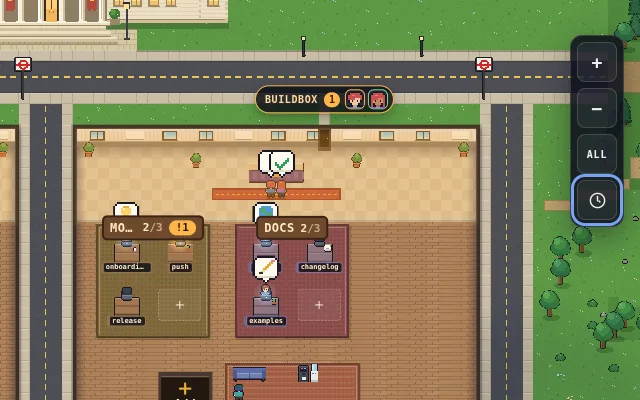 BUILDBOX 1
+
−
ALL
MO… 2/3 !1
DOCS 2/3
onboardi…
push
changelog
release
+
examples
+
+